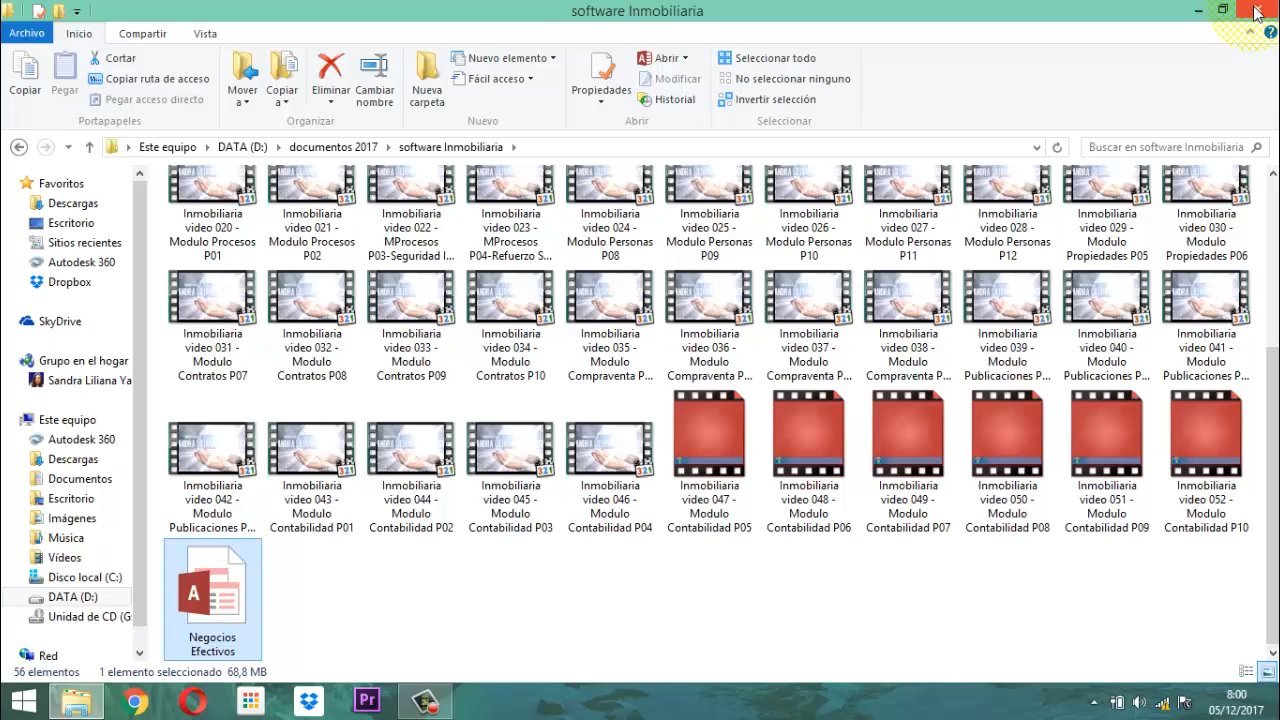 software Inmobiliaria
Archivo Inicio Compartir Vista
Copiar
Pegar
Cortar
Copiar ruta de acceso
Pegar acceso directo
Portapapeles
Mover a
Copiar a
Eliminar
Cambiar nombre
Organizar
Nueva carpeta
Nuevo elemento
Fácil acceso
Nuevo
Propiedades
Abrir
Modificar
Historial
Abrir
Seleccionar todo
No seleccionar ninguno
Invertir selección
Seleccionar
Este equipo DATA (D:) documentos 2017 software Inmobiliaria
Buscar en software Inmobiliaria
Favoritos
Descargas
Escritorio
Sitios recientes
Autodesk 360
Dropbox
SkyDrive
Grupo en el hogar
Sandra Liliana Ya
Este equipo
Autodesk 360
Descargas
Documentos
Escritorio
Imágenes
Música
Vídeos
Disco local (C:)
DATA (D:)
Unidad de CD (G
Red
Inmobiliaria video 020 - Modulo Procesos P01
Inmobiliaria video 021 - Modulo Procesos P02
Inmobiliaria video 022 - MProcesos P03-Seguridad I...
Inmobiliaria video 023 - MProcesos P04-Refuerzo S...
Inmobiliaria video 024 - Modulo Personas P08
Inmobiliaria video 025 - Modulo Personas P09
Inmobiliaria video 026 - Modulo Personas P10
Inmobiliaria video 027 - Modulo Personas P11
Inmobiliaria video 028 - Modulo Personas P12
Inmobiliaria video 029 - Modulo Propiedades P05
Inmobiliaria video 030 - Modulo Propiedades P06
Inmobiliaria video 031 - Modulo Contratos P07
Inmobiliaria video 032 - Modulo Contratos P08
Inmobiliaria video 033 - Modulo Contratos P09
Inmobiliaria video 034 - Modulo Contratos P10
Inmobiliaria video 035 - Modulo Compraventa P...
Inmobiliaria video 036 - Modulo Compraventa P...
Inmobiliaria video 037 - Modulo Compraventa P...
Inmobiliaria video 038 - Modulo Compraventa P...
Inmobiliaria video 039 - Modulo Publicaciones P...
Inmobiliaria video 040 - Modulo Publicaciones P...
Inmobiliaria video 041 - Modulo Publicaciones P...
Inmobiliaria video 042 - Modulo Publicaciones P...
Inmobiliaria video 043 - Modulo Contabilidad P01
Inmobiliaria video 044 - Modulo Contabilidad P02
Inmobiliaria video 045 - Modulo Contabilidad P03
Inmobiliaria video 046 - Modulo Contabilidad P04
Inmobiliaria video 047 - Modulo Contabilidad P05
Inmobiliaria video 048 - Modulo Contabilidad P06
Inmobiliaria video 049 - Modulo Contabilidad P07
Inmobiliaria video 050 - Modulo Contabilidad P08
Inmobiliaria video 051 - Modulo Contabilidad P09
Inmobiliaria video 052 - Modulo Contabilidad P10
A
Negocios Efectivos
56 elementos 1 elemento seleccionado 68,8 MB
Pr
8:00
05/12/2017